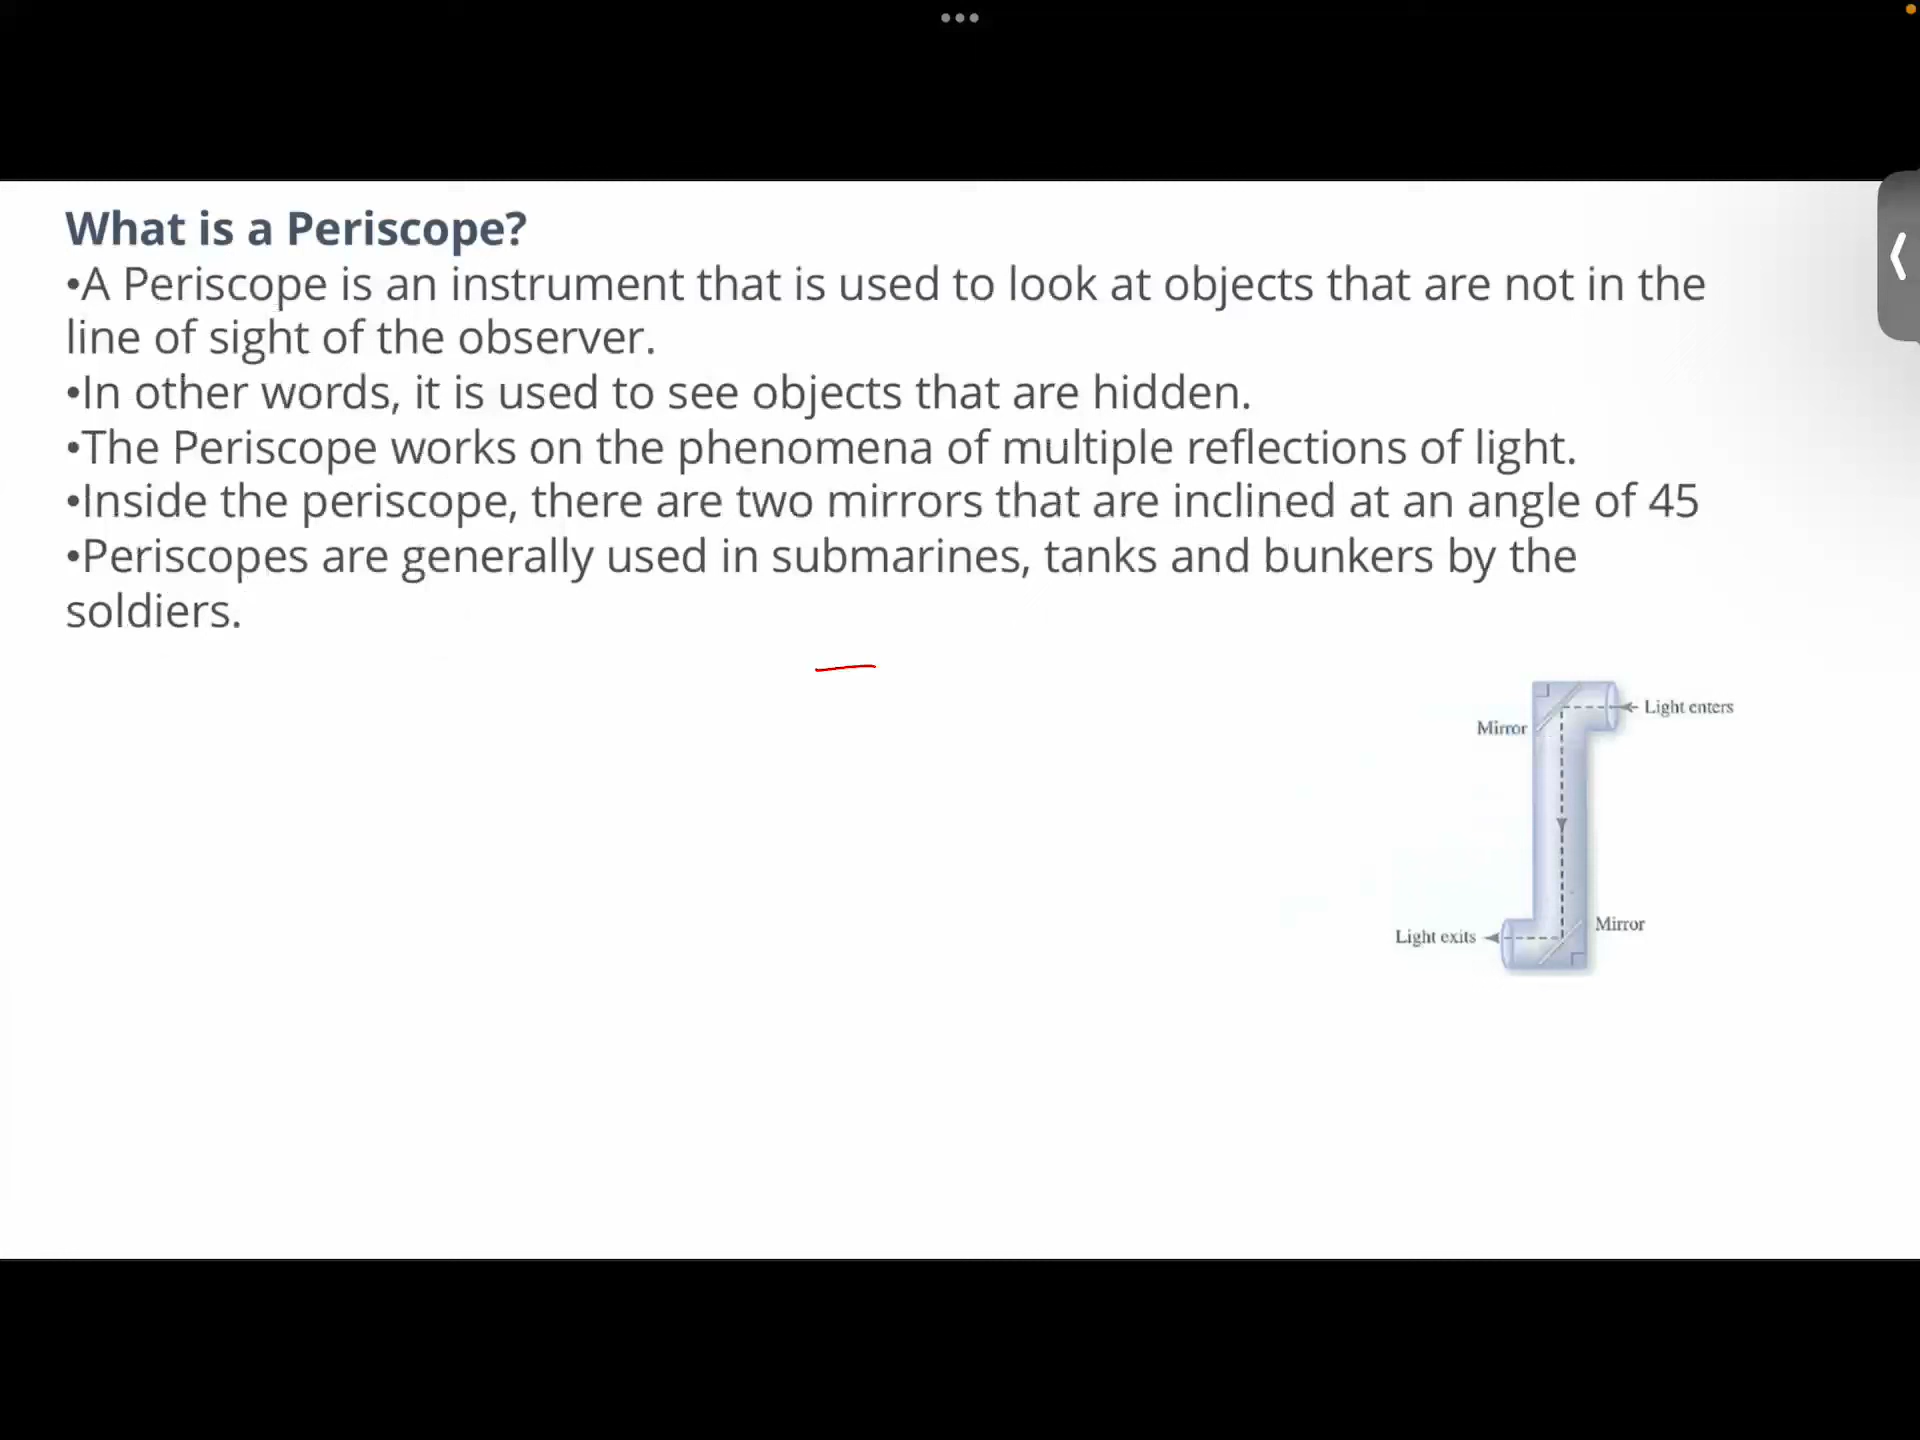 What is a Periscope?
•A Periscope is an instrument that is used to look at objects that are not in the
line of sight of the observer.
•In other words, it is used to see objects that are hidden.
•The Periscope works on the phenomena of multiple reflections of light.
•Inside the periscope, there are two mirrors that are inclined at an angle of 45
•Periscopes are generally used in submarines, tanks and bunkers by the
soldiers.
Light enters
Mirror
Mirror
Light exits